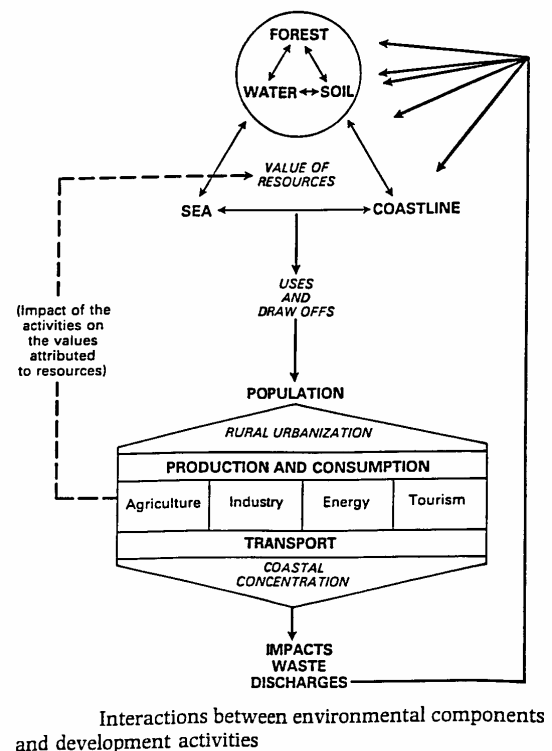 FOREST
WATER SOIL
VALUE OF
RESOURCES
SEA COASTLINE
USES
AND
DRAW OFFS
(Impact of the
activities on
the values
attributed
to resources)
POPULATION
RURAL URBANIZATION
PRODUCTION AND CONSUMPTION
Agriculture Industry Energy Tourism
TRANSPORT
COASTAL
CONCENTRATION
IMPACTS
WASTE
DISCHARGES
Interactions between environmental components
and development activities